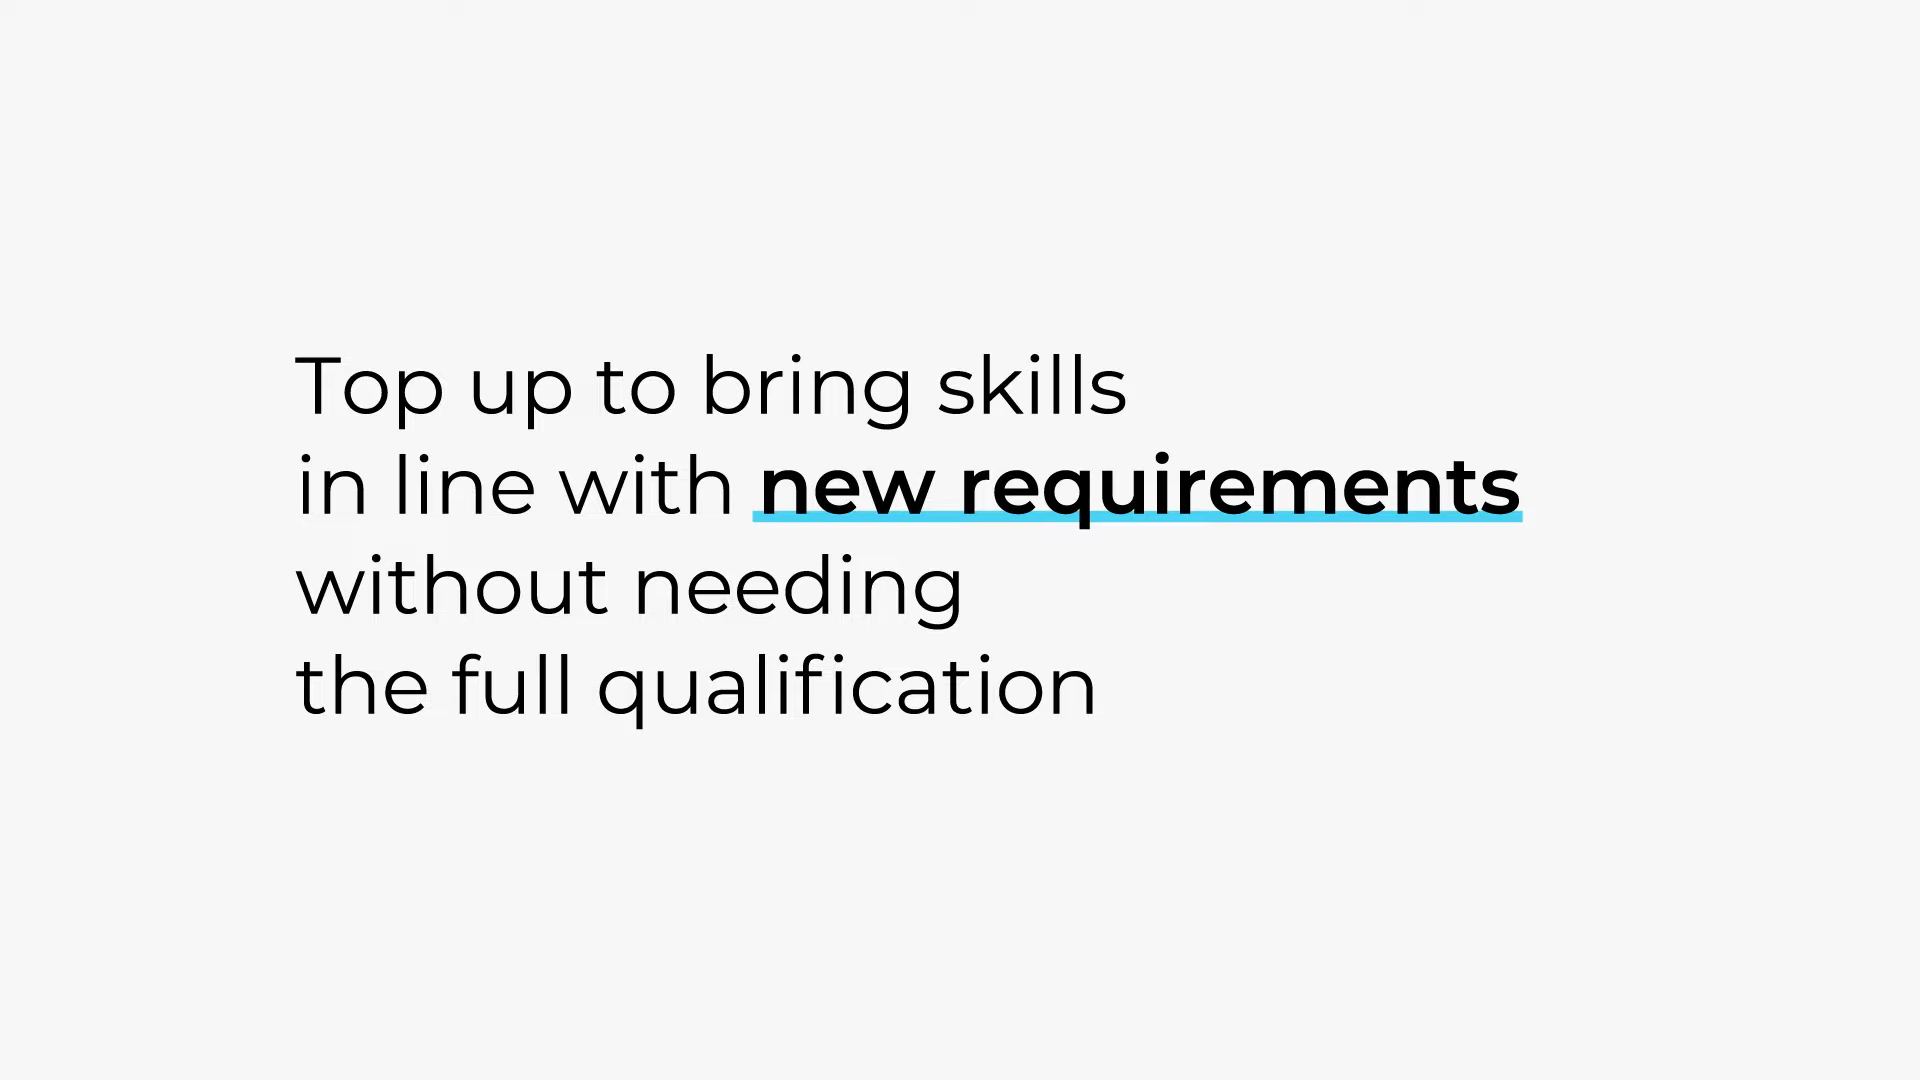 Top up to bring skills
in line with new requirements
without needing
the full qualification